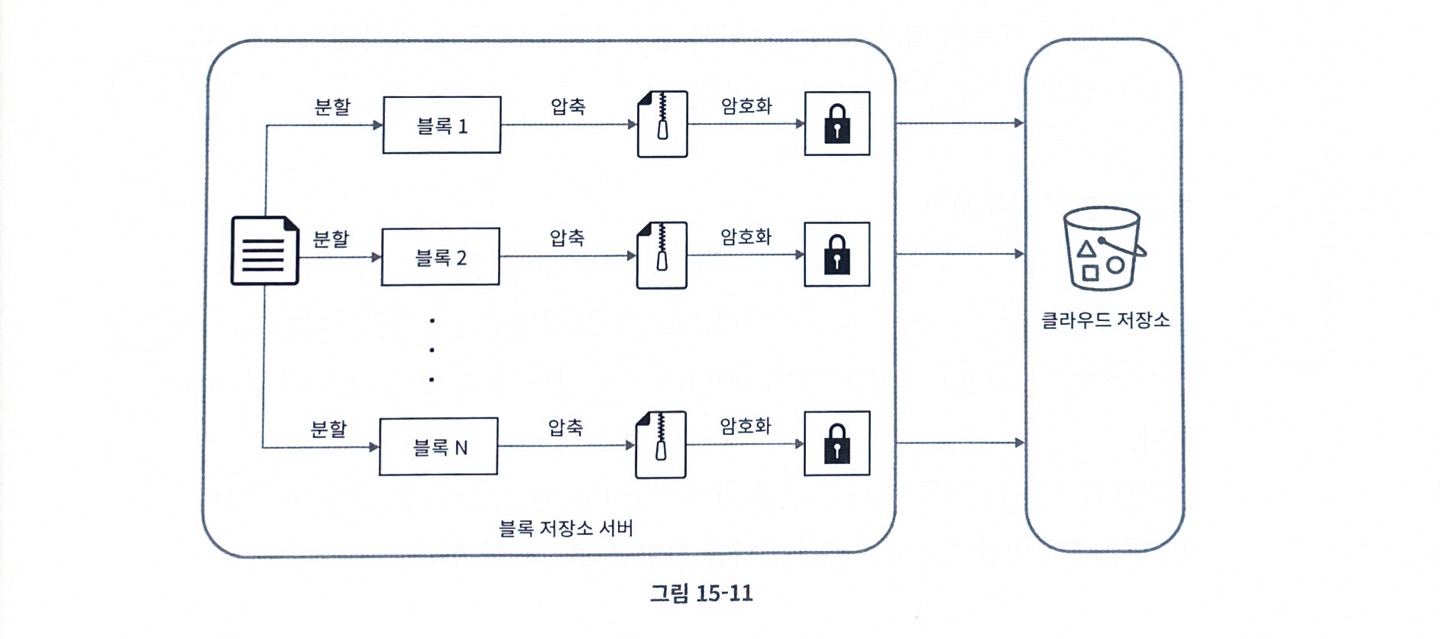 분할
블록 1
압축
암호화
분할
블록 2
압축
암호화
클라우드 저장소
분할
블록 N
압축
암호화
블록 저장소 서버
그림 15-11